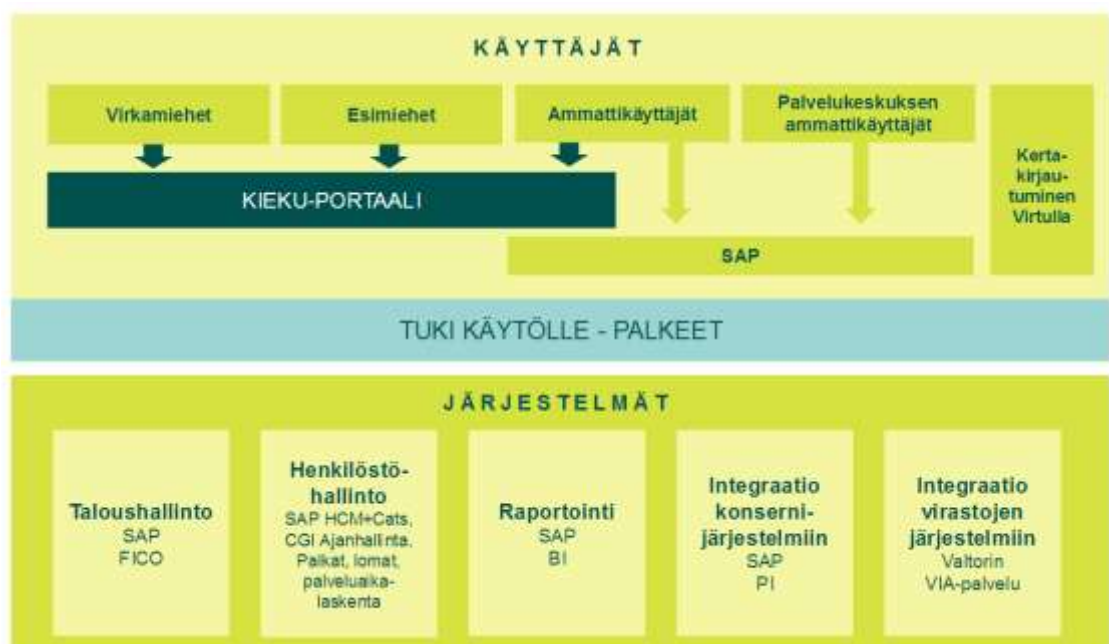 KÄYTTÄJÄT
Virkamiehet
Esimiehet
Ammattikäyttäjät
Palvelukeskuksen
ammattikäyttäjät
Kerta-
kirjau-
tuminen
Virtulla
KIEKU-PORTAALI
SAP
TUKI KÄYTÖLLE - PALKEET
JÄRJESTELMÄT
Taloushallinto
SAP
FICO
Henkilöstö-
hallinto
SAP HCM+Cats,
CGI Ajanhallinta,
Palkat, lomat,
palveluaika-
laskenta
Raportointi
SAP
BI
Integraatio
konserni-
järjestelmiin
SAP
PI
Integraatio
virastojen
järjestelmiin
Valtorin
VIA-palvelu